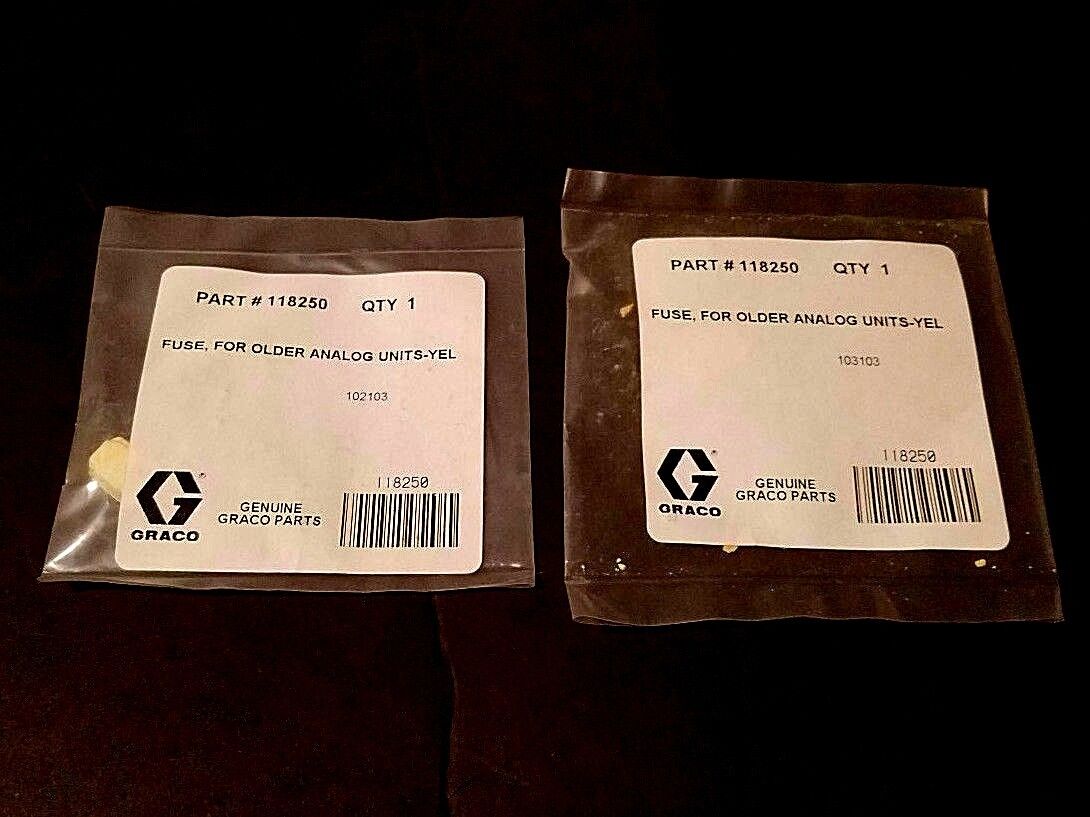 PART # 118250 QTY 1
FUSE, FOR OLDER ANALOG UNITS-YEL
102103
118250
G
GRACO
GENUINE
GRACO PARTS
PART # 118250 QTY 1
FUSE, FOR OLDER ANALOG UNITS-YEL
103103
118250
G
GRACO
GENUINE
GRACO PARTS